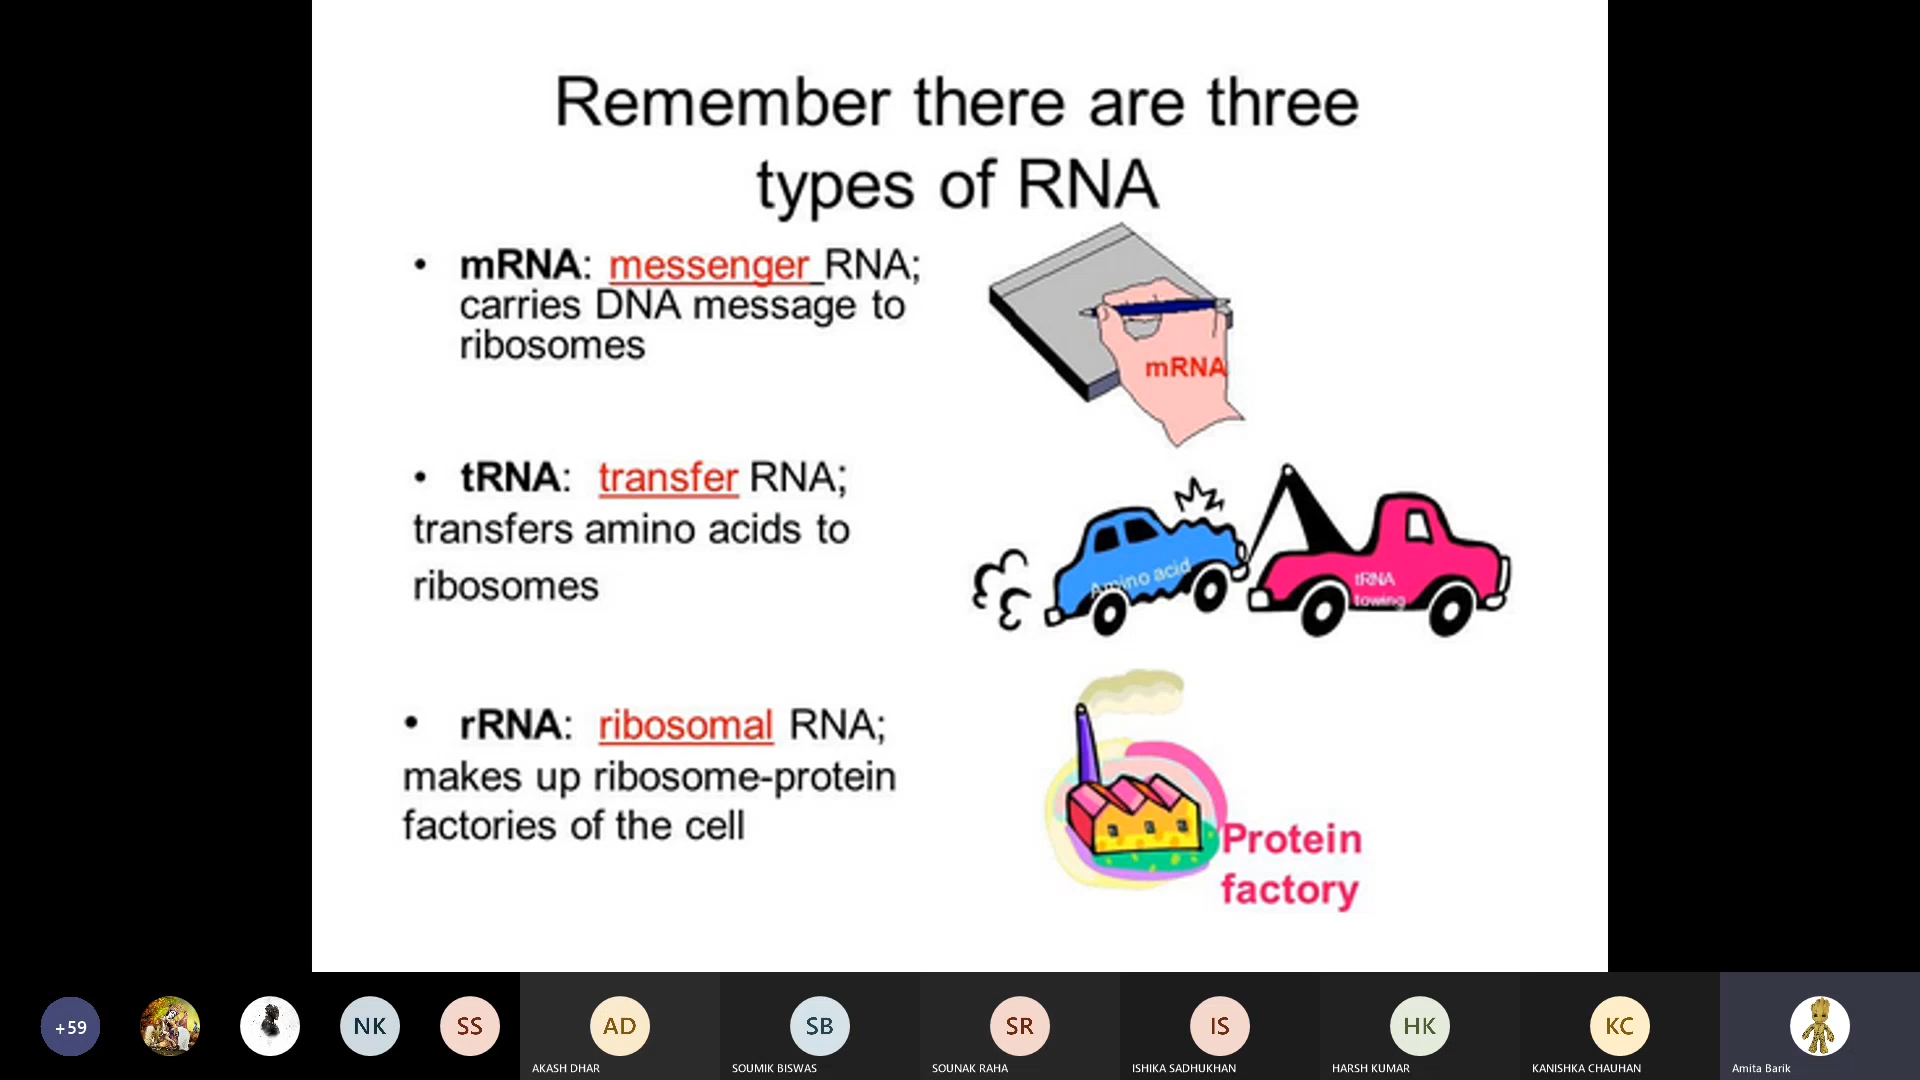 Remember there are three
types of RNA
• mRNA: messenger RNA;
carries DNA message to
ribosomes
mRNA
• tRNA: transfer RNA;
transfers amino acids to
ribosomes
Amino acid
tRNA
towing
• rRNA: ribosomal RNA;
makes up ribosome-protein
factories of the cell
Protein
factory
+59
NK
SS
AD
SB
SR
IS
HK
KC
AKASH DHAR
SOUMIK BISWAS
SOUNAK RAHA
ISHIKA SADHUKHAN
HARSH KUMAR
KANISHKA CHAUHAN
Amita Barik